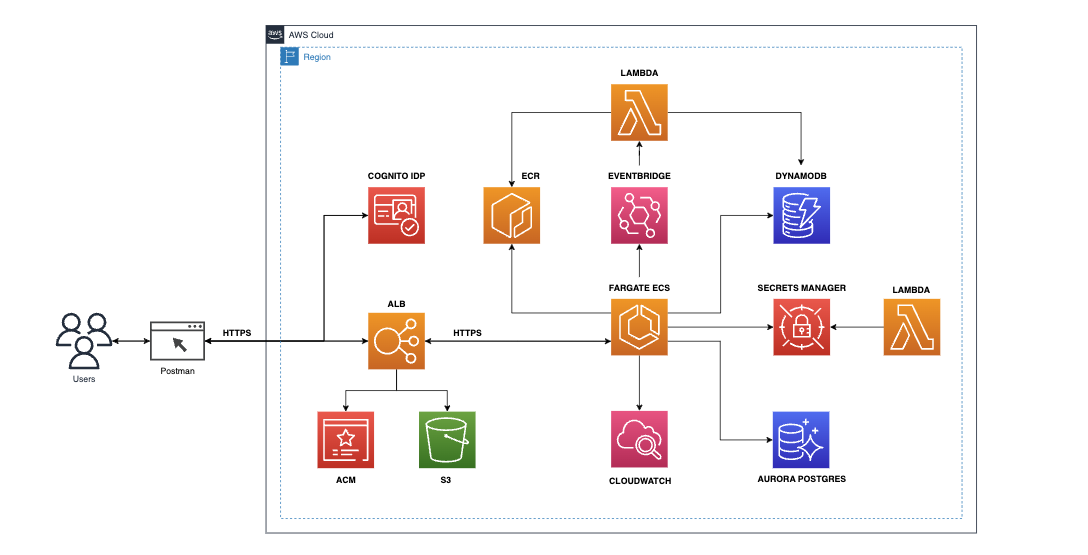 aws
AWS Cloud
Region
LAMBDA
COGNITO IDP
ECR
EVENTBRIDGE
DYNAMODB
ALB
FARGATE ECS
SECRETS MANAGER
LAMBDA
HTTPS
HTTPS
Users
Postman
ACM
S3
CLOUDWATCH
AURORA POSTGRES